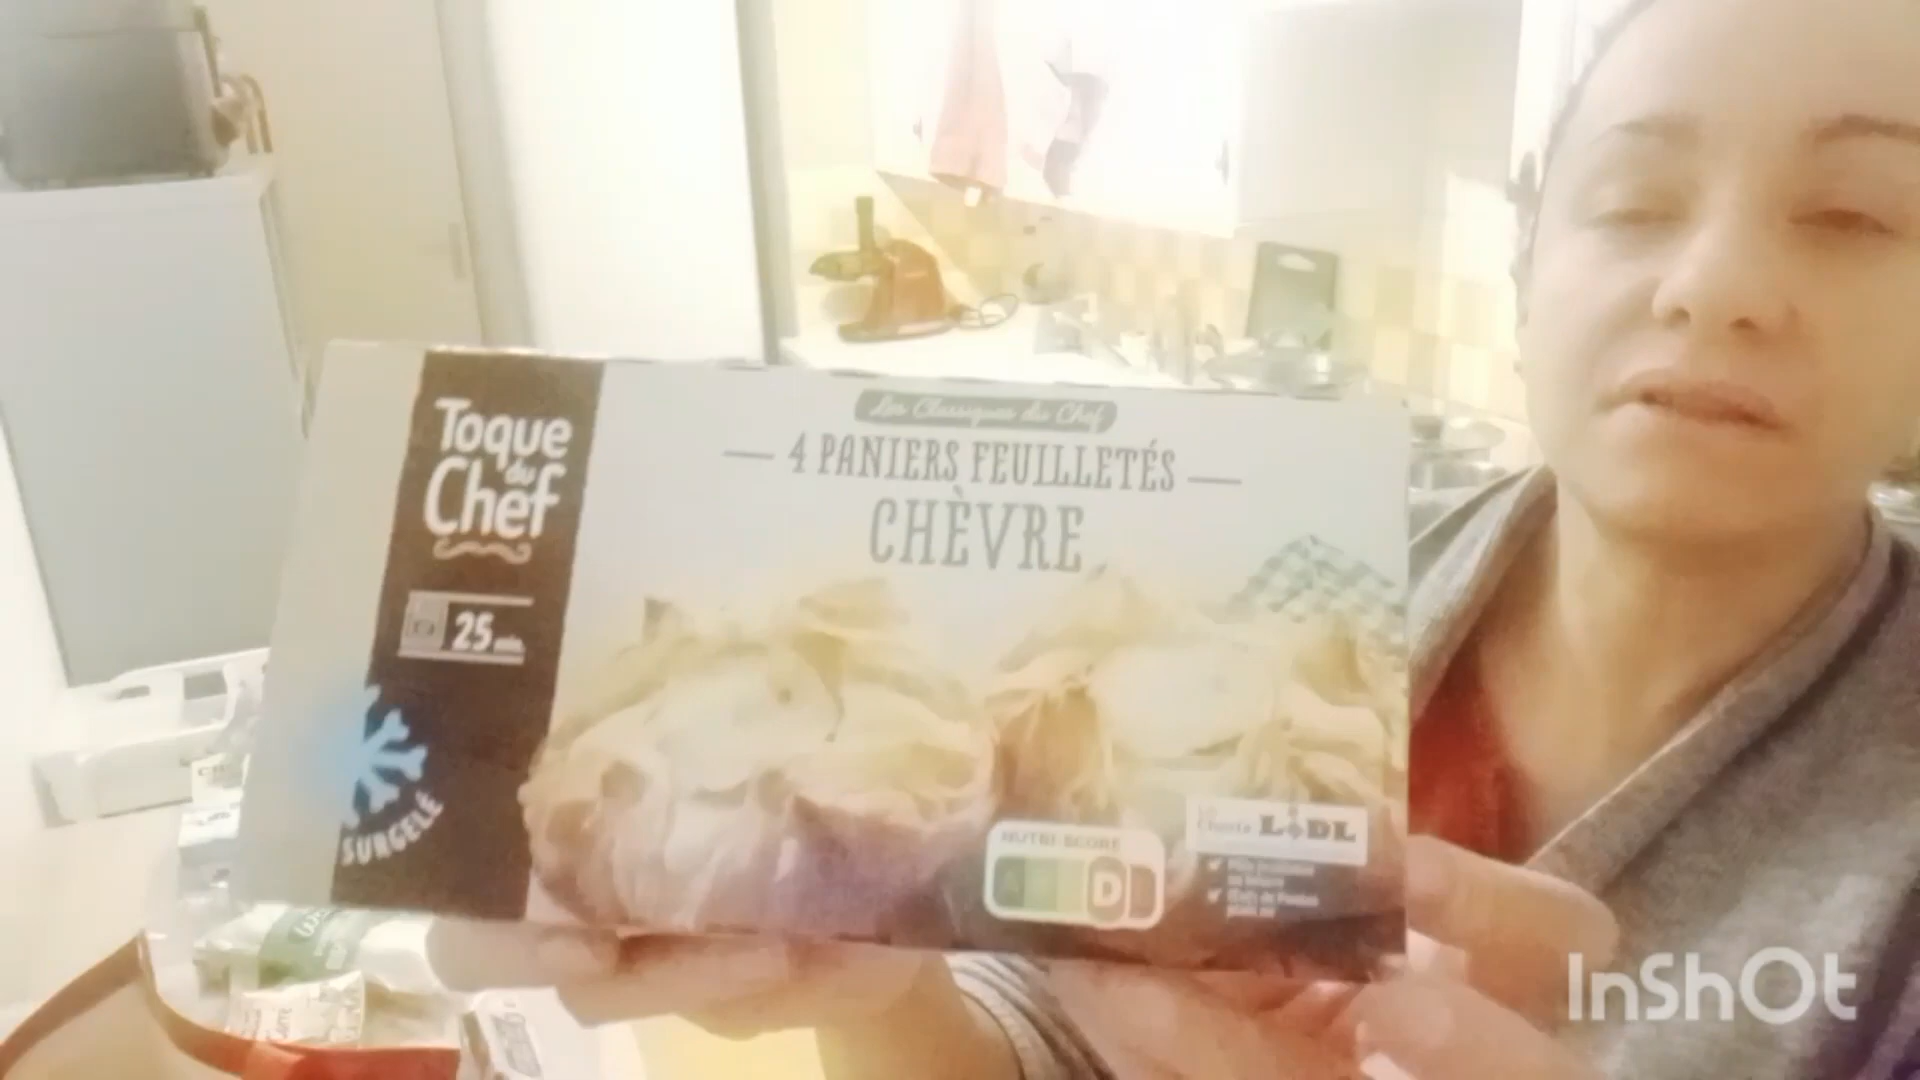 Toque
du
Chef
25 min
SURGELÉ
Les Classiques du Chef
4 PANIERS FEUILLETÉS
CHÈVRE
NUTRI-SCORE
D
LIDL
InShOt